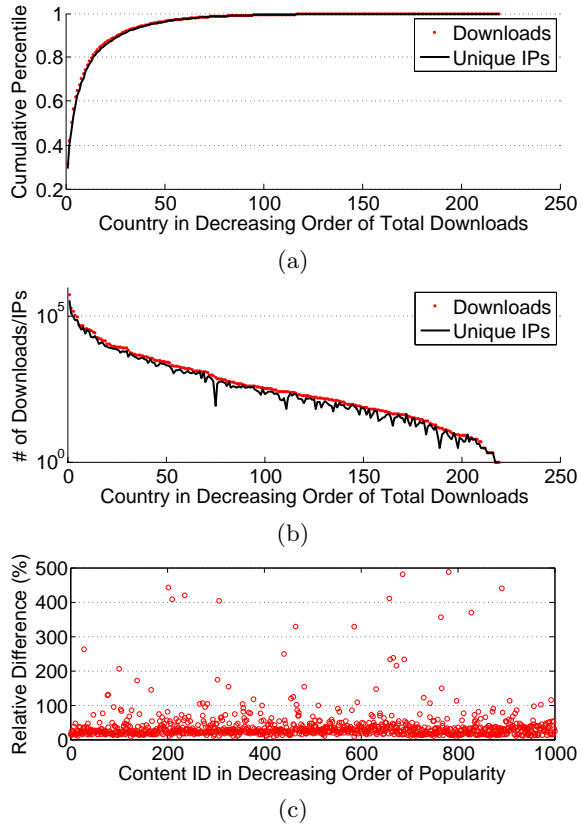 1
0.8
0.6
0.4
0.2
Cumulative Percentile
Downloads
Unique IPs
0 50 100 150 200 250
Country in Decreasing Order of Total Downloads
(a)
10^5
10^0
# of Downloads/IPs
Downloads
Unique IPs
0 50 100 150 200 250
Country in Decreasing Order of Total Downloads
(b)
500
400
300
200
100
0
Relative Difference (%)
0 200 400 600 800 1000
Content ID in Decreasing Order of Popularity
(c)